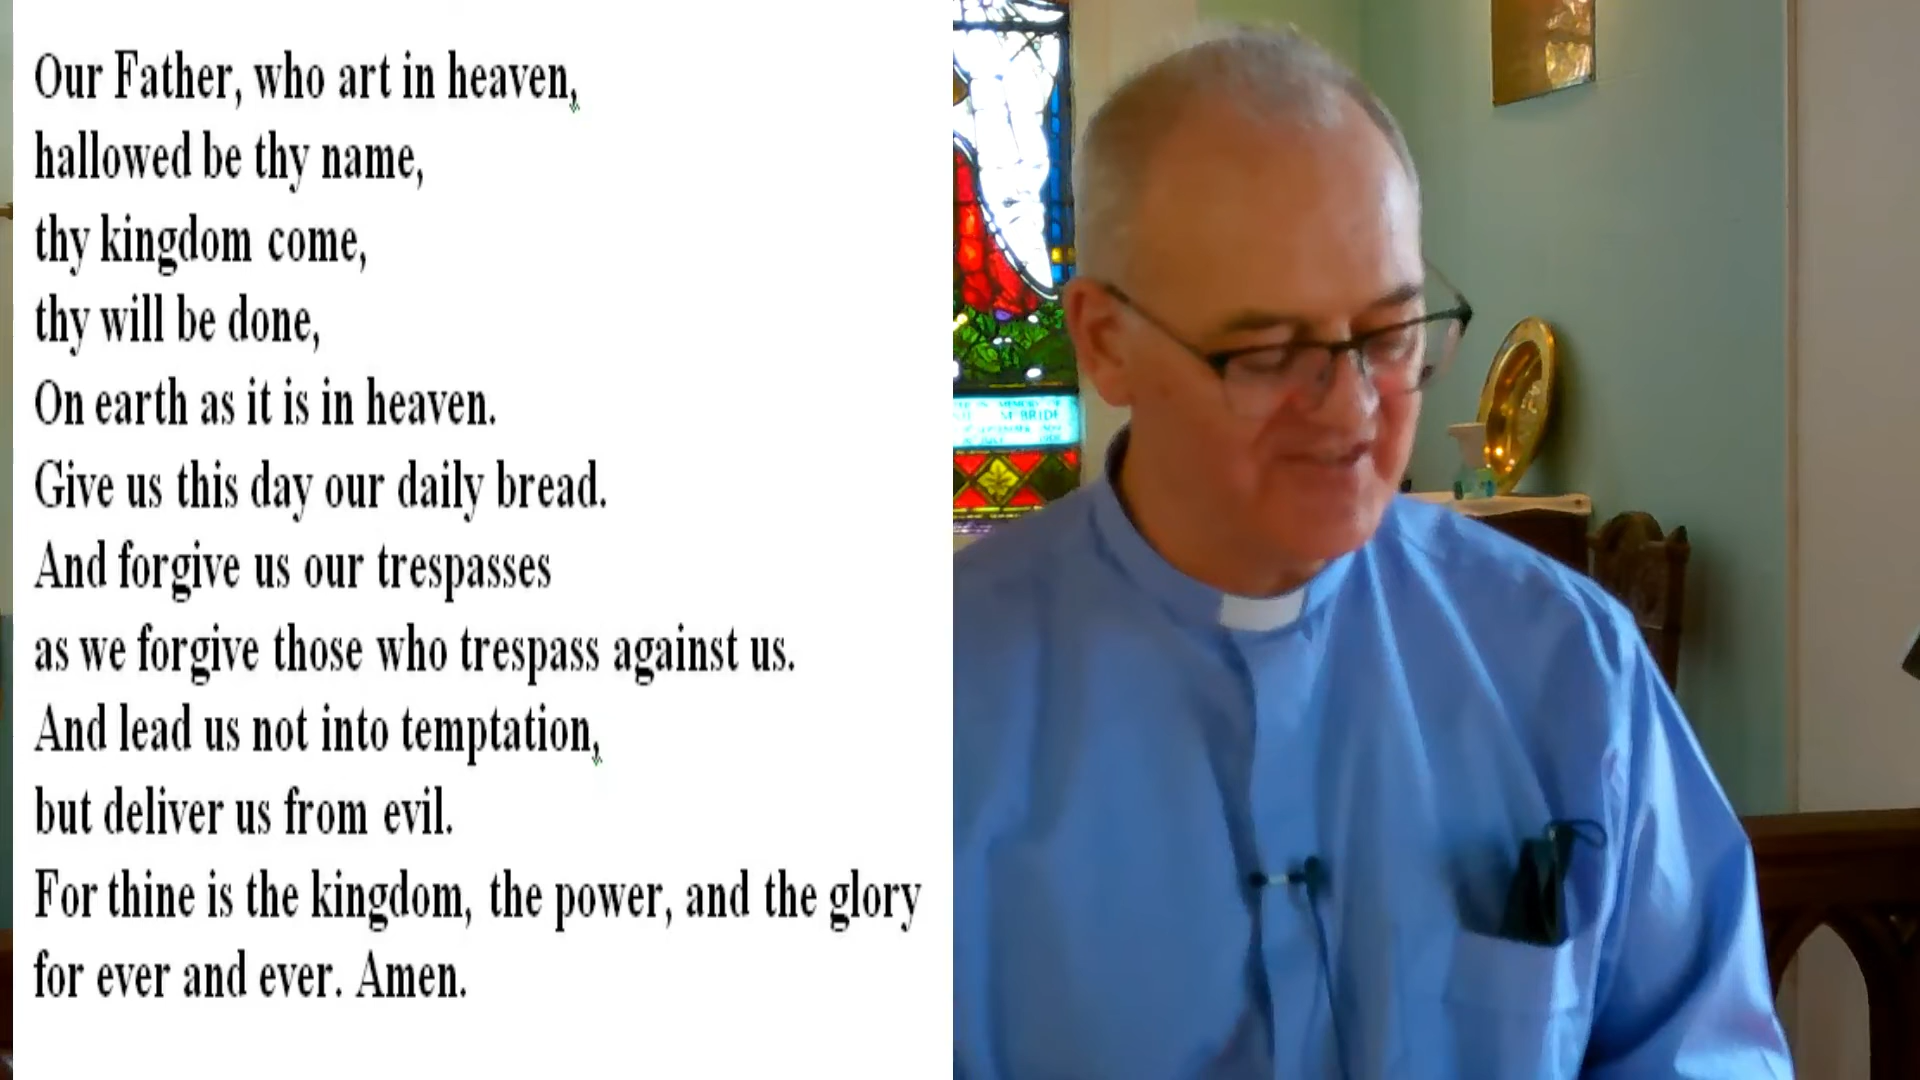 Our Father, who art in heaven,
hallowed be thy name,
thy kingdom come,
thy will be done,
On earth as it is in heaven.
Give us this day our daily bread.
And forgive us our trespasses
as we forgive those who trespass against us.
And lead us not into temptation,
but deliver us from evil.
For thine is the kingdom, the power, and the glory
for ever and ever. Amen.
BRIDE